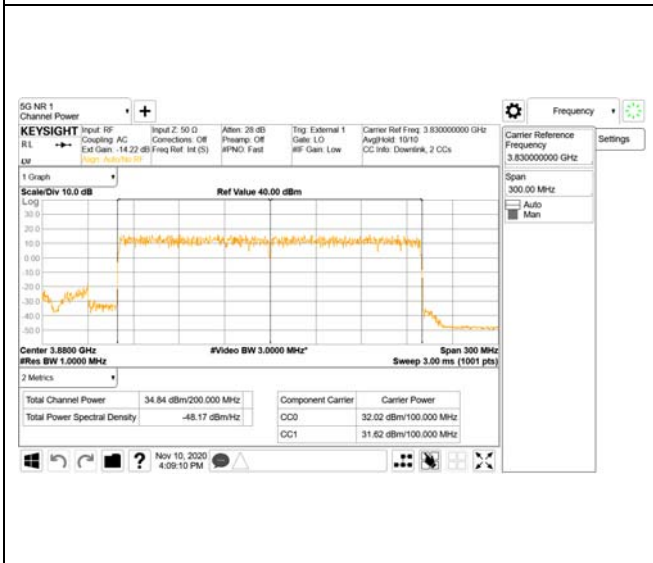 5G NR 1
Channel Power
Frequency
KEYSIGHT
RL
Input: RF
Coupling: AC
Ext Gain: -14.22 dB
Align: Auto/No RF
Input Z: 50 Ω
Corrections: Off
Freq Ref: Int (S)
Atten: 28 dB
Preamp: Off
#PNO: Fast
Trig: External 1
Gate: LO
#IF Gain: Low
Carrier Ref Freq: 3.830000000 GHz
Avg|Hold: 10/10
CC Info: Downlink, 2 CCs
Carrier Reference
Frequency
3.830000000 GHz
Settings
Span
300.00 MHz
Auto
Man
1 Graph
Scale/Div 10.0 dB
Ref Value 40.00 dBm
Log
30.0
20.0
10.0
0.00
-10.0
-20.0
-30.0
-40.0
-50.0
Center 3.8800 GHz
#Video BW 3.0000 MHz*
Span 300 MHz
#Res BW 1.0000 MHz
Sweep 3.00 ms (1001 pts)
2 Metrics
Total Channel Power 34.84 dBm/200.000 MHz
Total Power Spectral Density -48.17 dBm/Hz
Component Carrier Carrier Power
CC0 32.02 dBm/100.000 MHz
CC1 31.62 dBm/100.000 MHz
?
Nov 10, 2020
4:09:10 PM